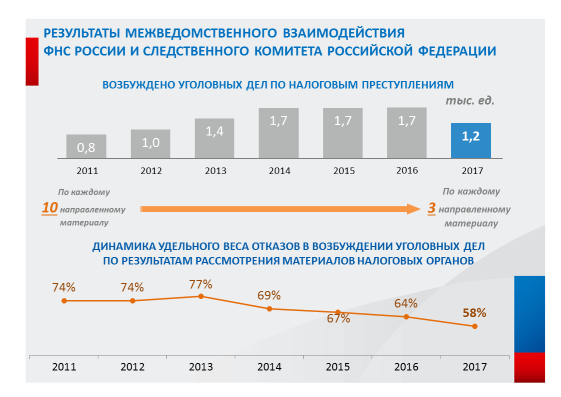 РЕЗУЛЬТАТЫ МЕЖВЕДОМСТВЕННОГО ВЗАИМОДЕЙСТВИЯ
ФНС РОССИИ И СЛЕДСТВЕННОГО КОМИТЕТА РОССИЙСКОЙ ФЕДЕРАЦИИ
ВОЗБУЖДЕНО УГОЛОВНЫХ ДЕЛ ПО НАЛОГОВЫМ ПРЕСТУПЛЕНИЯМ
тыс. ед.
0,8 1,0 1,4 1,7 1,7 1,7 1,2
2011 2012 2013 2014 2015 2016 2017
По каждому
10 направленному
материалу
По каждому
3 направленному
материалу
ДИНАМИКА УДЕЛЬНОГО ВЕСА ОТКАЗОВ В ВОЗБУЖДЕНИИ УГОЛОВНЫХ ДЕЛ
ПО РЕЗУЛЬТАТАМ РАССМОТРЕНИЯ МАТЕРИАЛОВ НАЛОГОВЫХ ОРГАНОВ
74% 74% 77% 69% 67% 64% 58%
2011 2012 2013 2014 2015 2016 2017